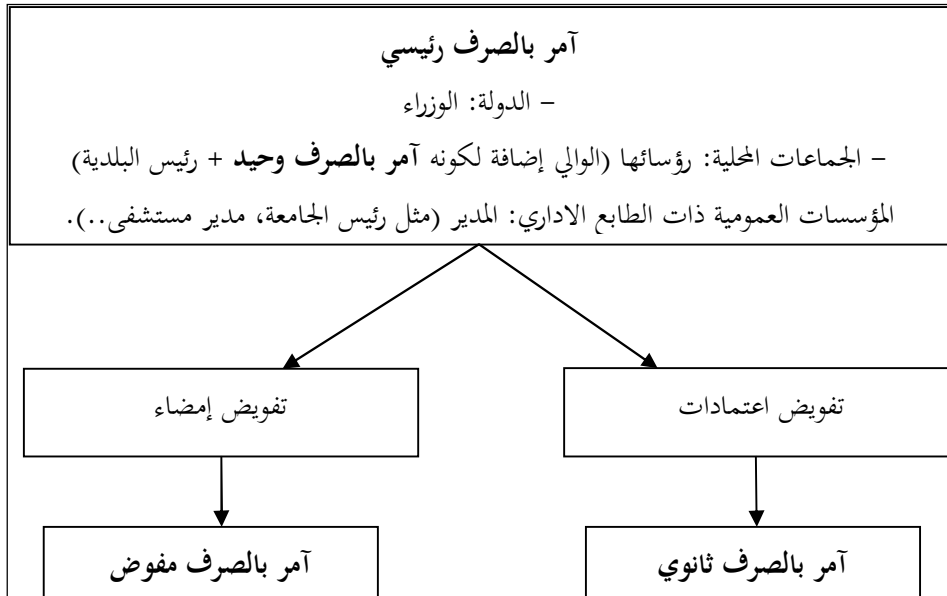 آمر بالصرف رئيسي
– الدولة: الوزراء
– الجماعات المحلية: رؤسائها (الوالي إضافة لكونه آمر بالصرف وحيد + رئيس البلدية)
المؤسسات العمومية ذات الطابع الاداري: المدير (مثل رئيس الجامعة، مدير مستشفى..).
تفويض اعتمادات
تفويض إمضاء
آمر بالصرف ثانوي
آمر بالصرف مفوض